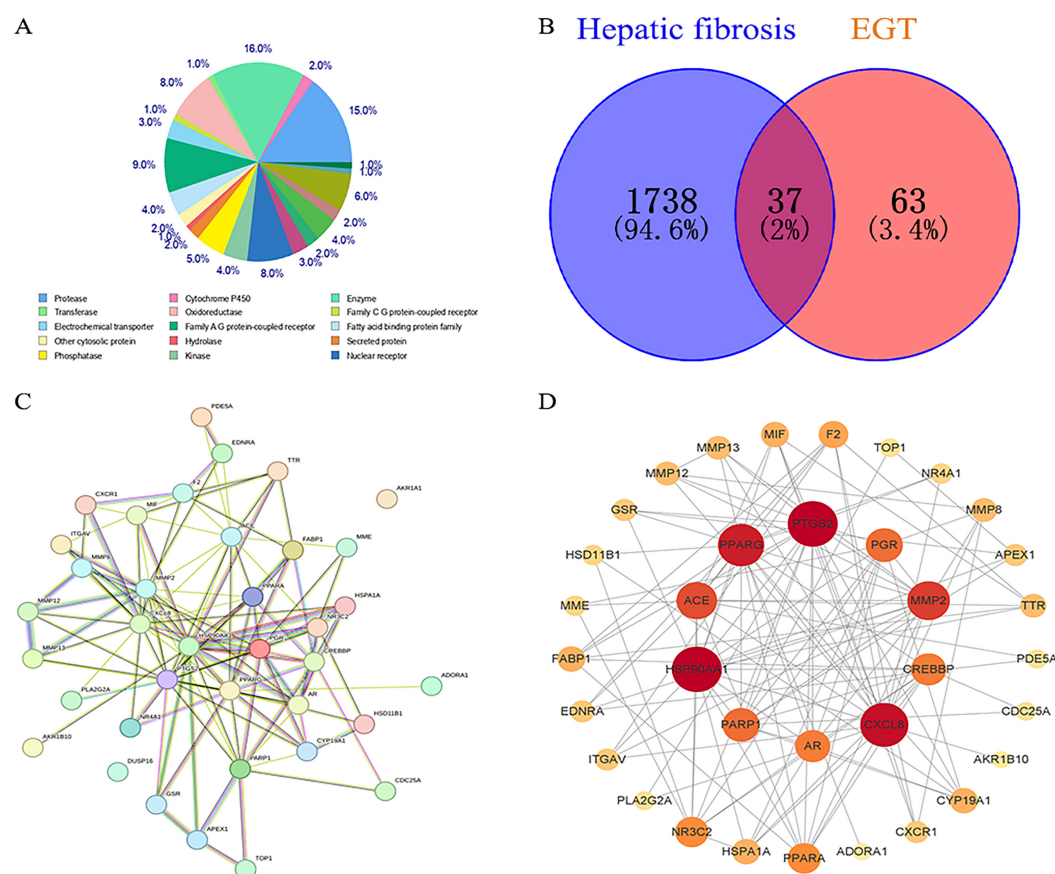 A
16.0%
1.0%
2.0%
8.0%
15.0%
1.0%
3.0%
9.0%
1.0%
1.0%
6.0%
4.0%
2.0%
2.0%
1.0%
4.0%
2.0%
2.0%
5.0%
3.0%
4.0%
8.0%
Protease
Cytochrome P450
Enzyme
Transferase
Oxidoreductase
Family C G protein-coupled receptor
Electrochemical transporter
Family A G protein-coupled receptor
Fatty acid binding protein family
Other cytosolic protein
Hydrolase
Secreted protein
Phosphatase
Kinase
Nuclear receptor
B
Hepatic fibrosis
EGT
1738
(94.6%)
37
(2%)
63
(3.4%)
C
PDE5A
EDNRA
TTR
F2
AKR1A1
CXCR1
MIF
ACE
ITGAV
FABP1
MME
MMP2
PPARA
MMP12
CXCL8
HSPA1A
NR3C2
HSP90AA1
PGR
MMP13
CREBBP
PTGS2
ADORA1
PPARG
PLA2G2A
AR
NR4A1
HSD11B1
AKR1B10
CYP19A1
DUSP16
PARP1
CDC25A
GSR
APEX1
TOP1
D
MIF
F2
MMP13
TOP1
MMP12
NR4A1
GSR
PTGS2
MMP8
PPARG
PGR
HSD11B1
APEX1
MME
ACE
MMP2
TTR
FABP1
HSP90AA1
CREBBP
PDE5A
EDNRA
PARP1
CXCL8
CDC25A
AR
ITGAV
AKR1B10
PLA2G2A
CYP19A1
NR3C2
CXCR1
HSPA1A
PPARA
ADORA1